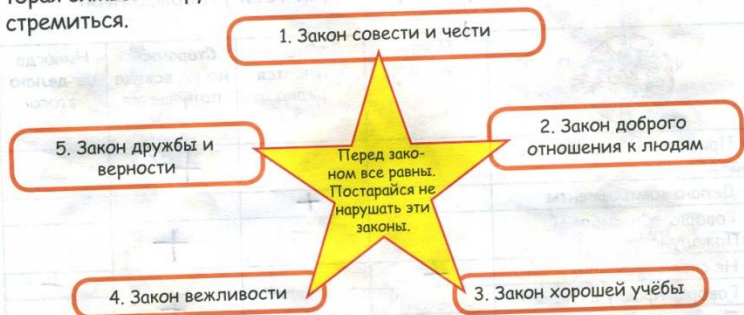 стремиться.
1. Закон совести и чести
5. Закон дружбы и
верности
2. Закон доброго
отношения к людям
Перед зако-
ном все равны.
Постарайся не
нарушать эти
законы.
4. Закон вежливости
3. Закон хорошей учёбы